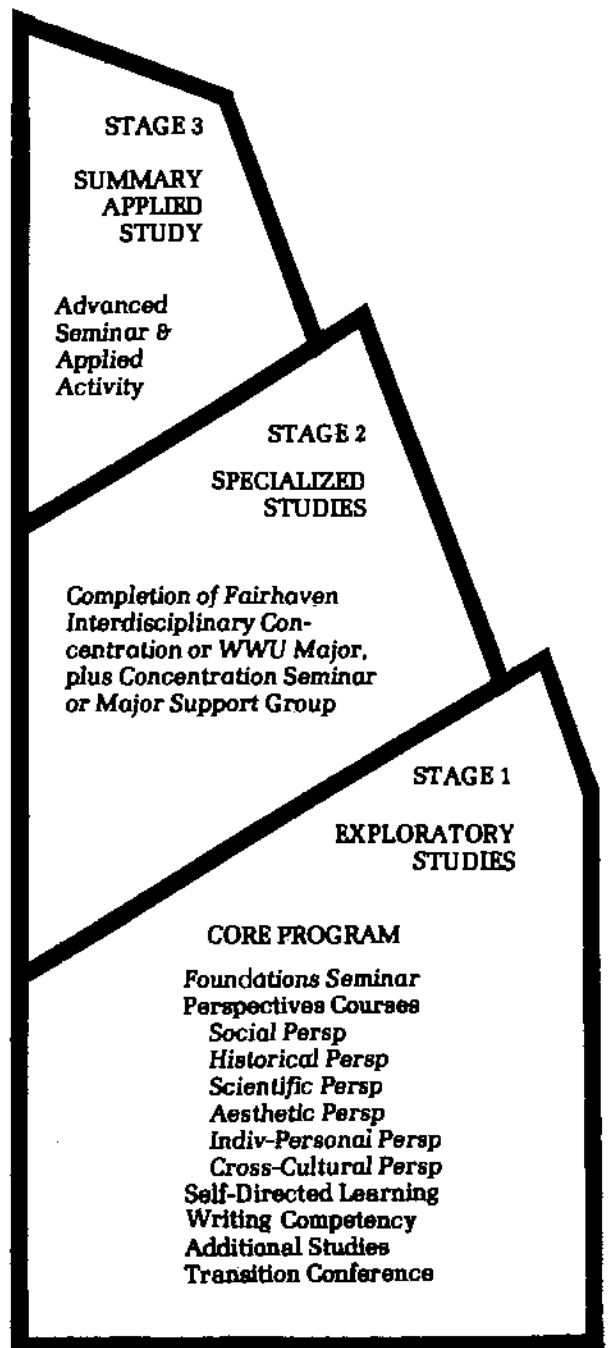 STAGE 3
SUMMARY
APPLIED
STUDY
Advanced
Seminar &
Applied
Activity
STAGE 2
SPECIALIZED
STUDIES
Completion of Fairhaven
Interdisciplinary Con-
centration or WWU Major,
plus Concentration Seminar
or Major Support Group
STAGE 1
EXPLORATORY
STUDIES
CORE PROGRAM
Foundations Seminar
Perspectives Courses
Social Persp
Historical Persp
Scientific Persp
Aesthetic Persp
Indiv-Personal Persp
Cross-Cultural Persp
Self-Directed Learning
Writing Competency
Additional Studies
Transition Conference